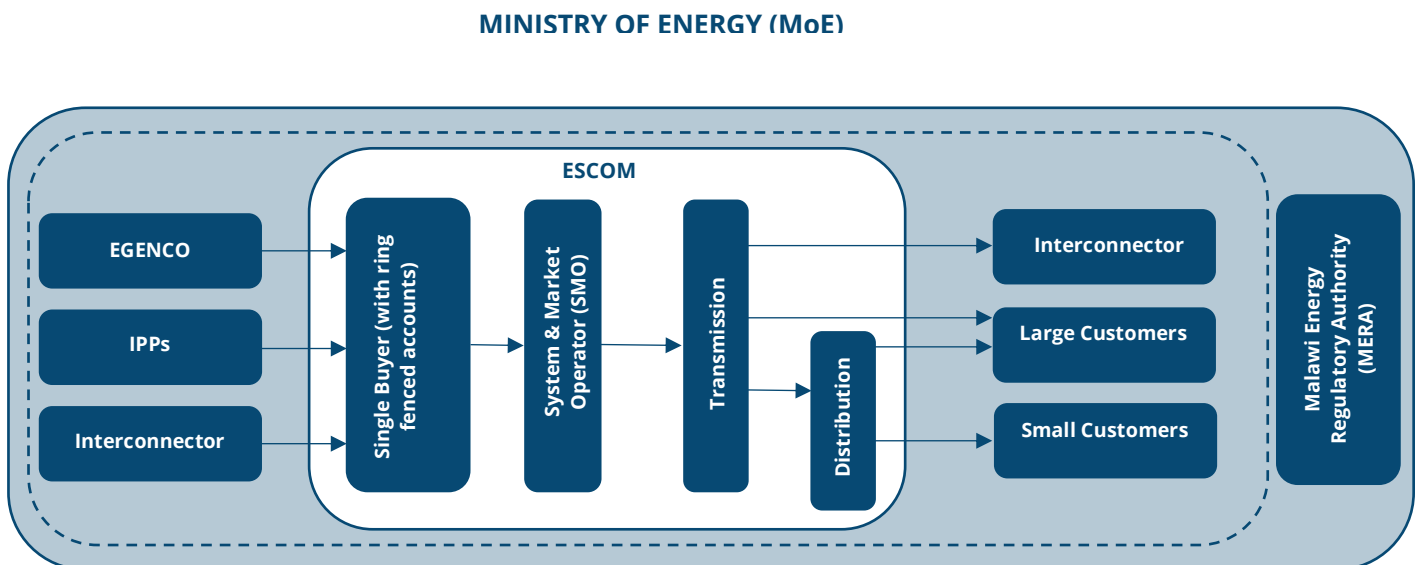 MINISTRY OF ENERGY (MoE)
ESCOM
EGENCO
IPPs
Interconnector
Single Buyer (with ring
fenced accounts)
System & Market
Operator (SMO)
Transmission
Distribution
Interconnector
Large Customers
Small Customers
Malawi Energy
Regulatory Authority
(MERA)